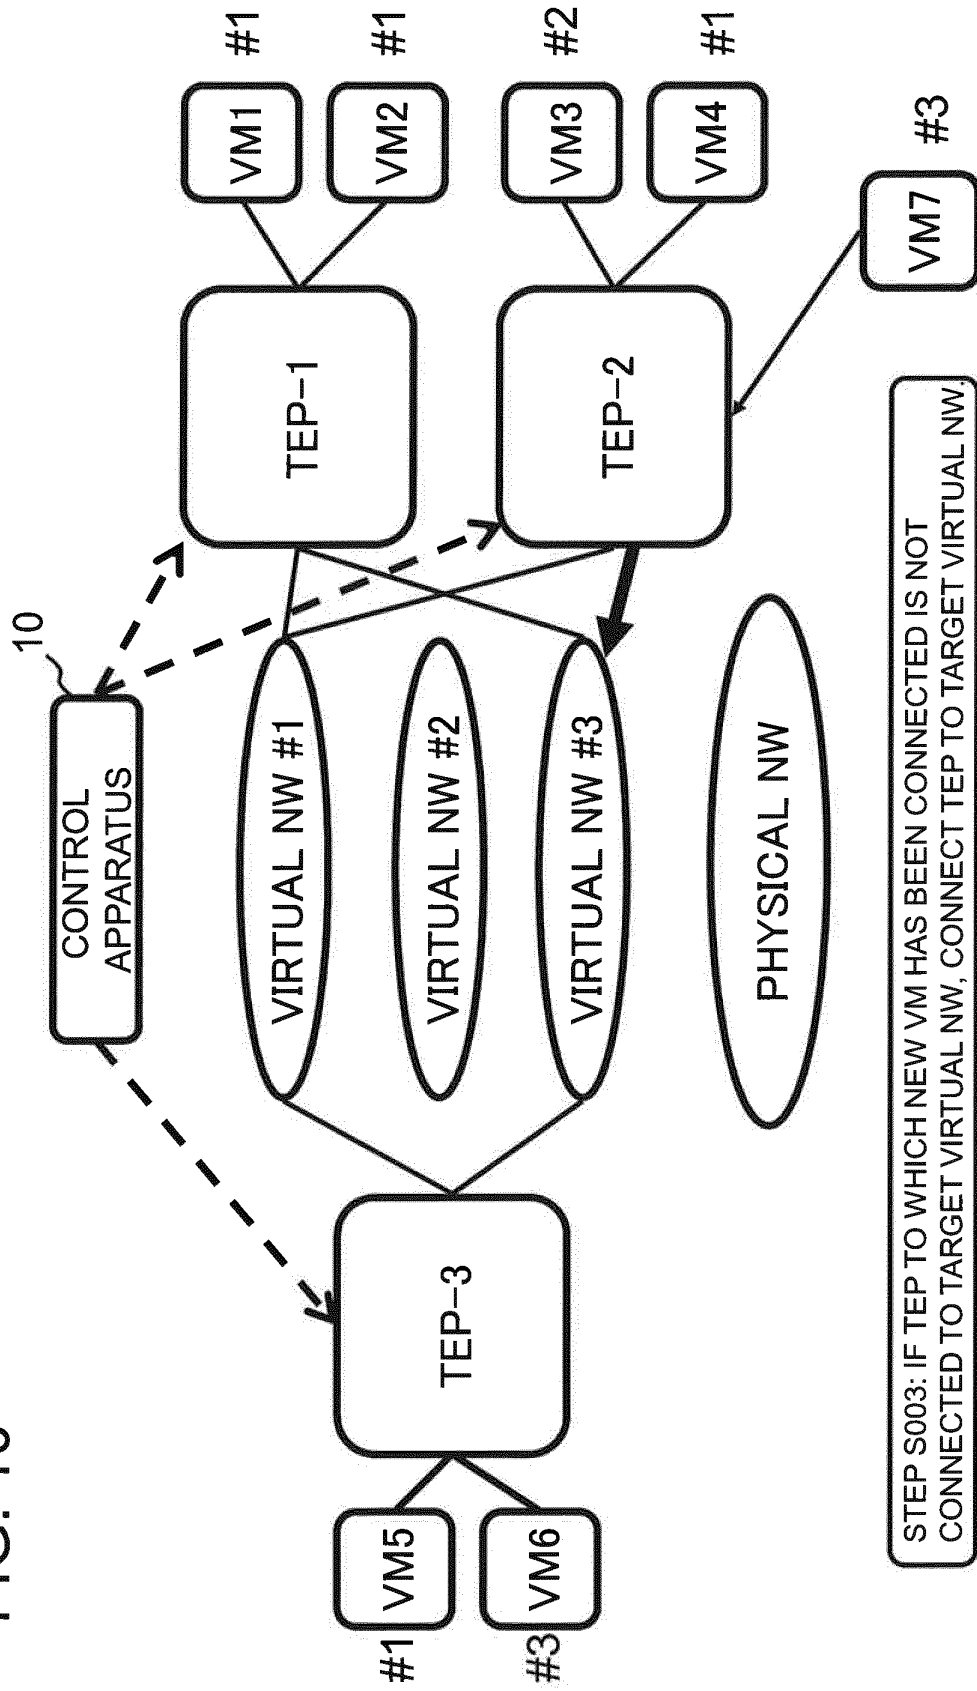 FIG.
10
CONTROL
APPARATUS
VM1
#1
VIRTUAL NW #1
TEP-1
VM2
#1
#1
VM5
TEP-3
VIRTUAL NW #2
#3
VM6
VIRTUAL NW #3
TEP-2
VM3
#2
VM4
#1
PHYSICAL NW
VM7
#3
STEP S003: IF TEP TO WHICH NEW VM HAS BEEN CONNECTED IS NOT
CONNECTED TO TARGET VIRTUAL NW, CONNECT TEP TO TARGET VIRTUAL NW.